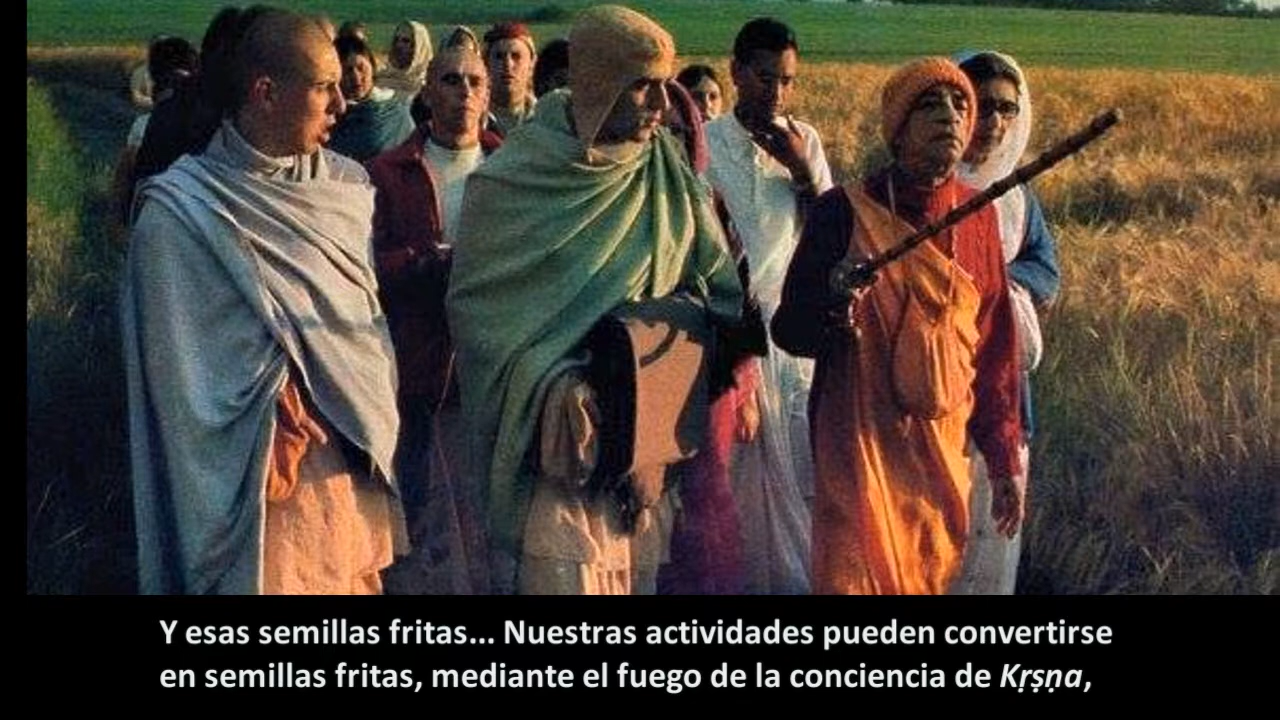 Y esas semillas fritas... Nuestras actividades pueden convertirse
en semillas fritas, mediante el fuego de la conciencia de Kṛṣṇa,